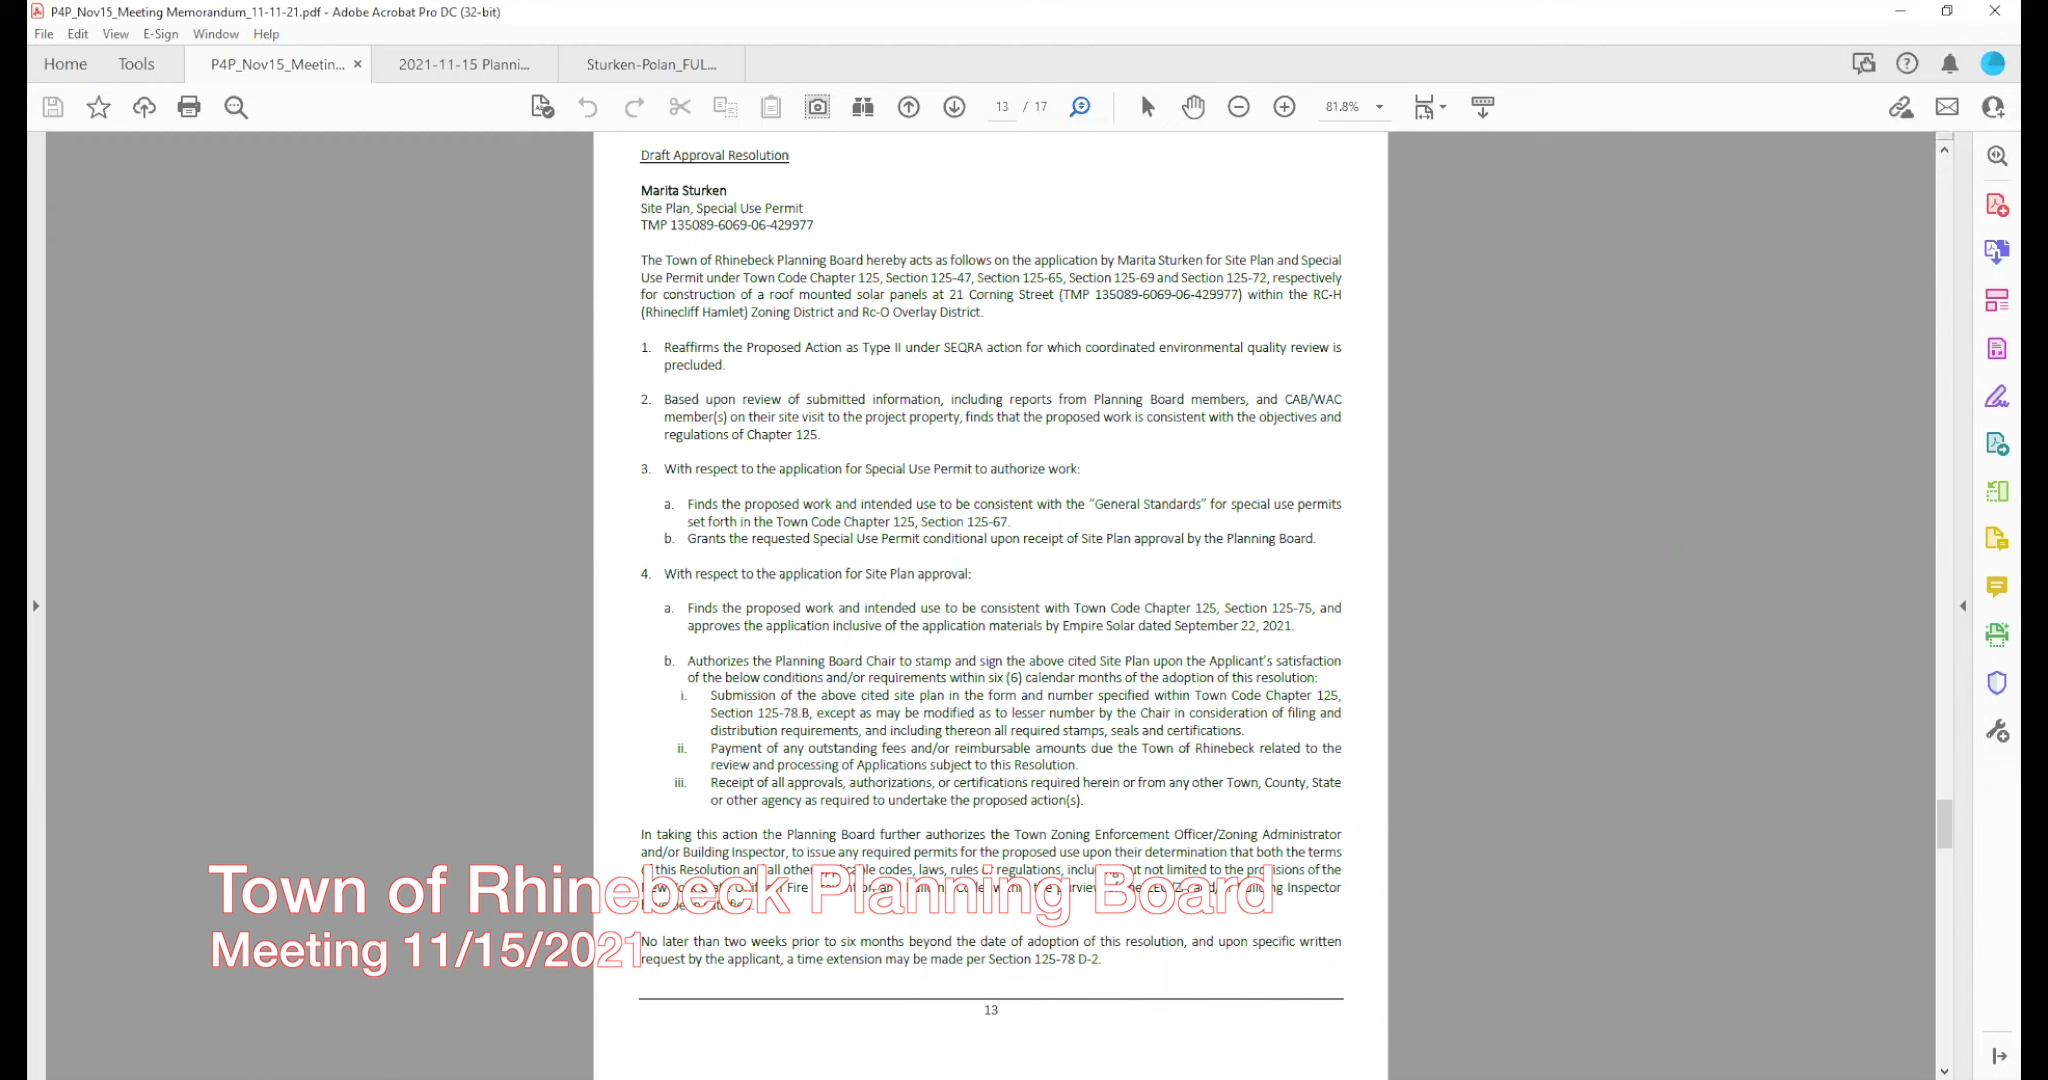 P4P_Nov15_Meeting Memorandum_11-11-21.pdf - Adobe Acrobat Pro DC (32-bit)
File Edit View E-Sign Window Help
Home Tools P4P_Nov15_Meetin... × 2021-11-15 Planni... Sturken-Polan_FUL...
13 / 17 81.8%
Draft Approval Resolution
Marita Sturken
Site Plan, Special Use Permit
TMP 135089-6069-06-429977
The Town of Rhinebeck Planning Board hereby acts as follows on the application by Marita Sturken for Site Plan and Special
Use Permit under Town Code Chapter 125, Section 125-47, Section 125-65, Section 125-69 and Section 125-72, respectively
for construction of a roof mounted solar panels at 21 Corning Street (TMP 135089-6069-06-429977) within the RC-H
(Rhinecliff Hamlet) Zoning District and Rc-O Overlay District.
1. Reaffirms the Proposed Action as Type II under SEQRA action for which coordinated environmental quality review is
precluded.
2. Based upon review of submitted information, including reports from Planning Board members, and CAB/WAC
member(s) on their site visit to the project property, finds that the proposed work is consistent with the objectives and
regulations of Chapter 125.
3. With respect to the application for Special Use Permit to authorize work:
a. Finds the proposed work and intended use to be consistent with the “General Standards” for special use permits
set forth in the Town Code Chapter 125, Section 125-67.
b. Grants the requested Special Use Permit conditional upon receipt of Site Plan approval by the Planning Board.
4. With respect to the application for Site Plan approval:
a. Finds the proposed work and intended use to be consistent with Town Code Chapter 125, Section 125-75, and
approves the application inclusive of the application materials by Empire Solar dated September 22, 2021.
b. Authorizes the Planning Board Chair to stamp and sign the above cited Site Plan upon the Applicant’s satisfaction
of the below conditions and/or requirements within six (6) calendar months of the adoption of this resolution:
i. Submission of the above cited site plan in the form and number specified within Town Code Chapter 125,
Section 125-78.B, except as may be modified as to lesser number by the Chair in consideration of filing and
distribution requirements, and including thereon all required stamps, seals and certifications.
ii. Payment of any outstanding fees and/or reimbursable amounts due the Town of Rhinebeck related to the
review and processing of Applications subject to this Resolution.
iii. Receipt of all approvals, authorizations, or certifications required herein or from any other Town, County, State
or other agency as required to undertake the proposed action(s).
In taking this action the Planning Board further authorizes the Town Zoning Enforcement Officer/Zoning Administrator
and/or Building Inspector, to issue any required permits for the proposed use upon their determination that both the terms
this Resolution and all other codes, laws, rules regulations, but not limited to the provisions of the
Fire Inspector
Town of Rhinebeck Planning Board
Meeting 11/15/2021
No later than two weeks prior to six months beyond the date of adoption of this resolution, and upon specific written
request by the applicant, a time extension may be made per Section 125-78 D-2.
13